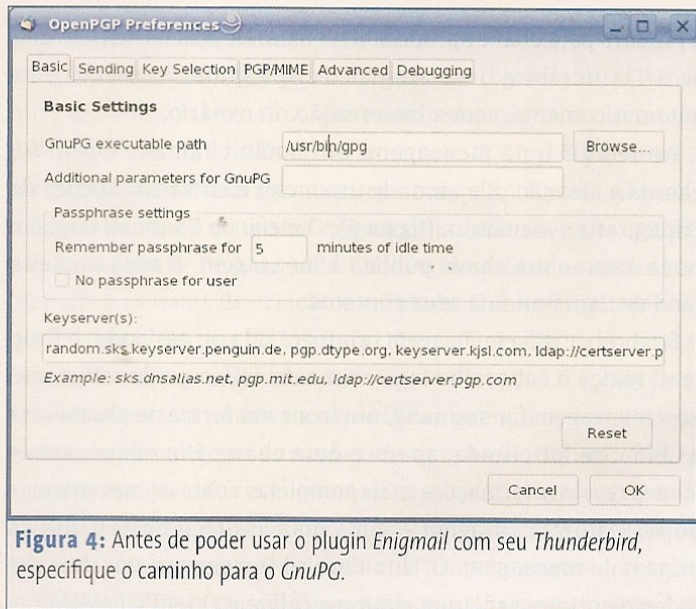 OpenPGP Preferences
Basic Sending Key Selection PGP/MIME Advanced Debugging
Basic Settings
GnuPG executable path /usr/bin/gpg Browse...
Additional parameters for GnuPG
Passphrase settings
Remember passphrase for 5 minutes of idle time
No passphrase for user
Keyserver(s):
random.sks.keyserver.penguin.de, pgp.dtype.org, keyserver.kjsl.com, ldap://certserver.p
Example: sks.dnsalias.net, pgp.mit.edu, ldap://certserver.pgp.com
Reset
Cancel OK
Figura 4: Antes de poder usar o plugin Enigmail com seu Thunderbird,
especifique o caminho para o GnuPG.